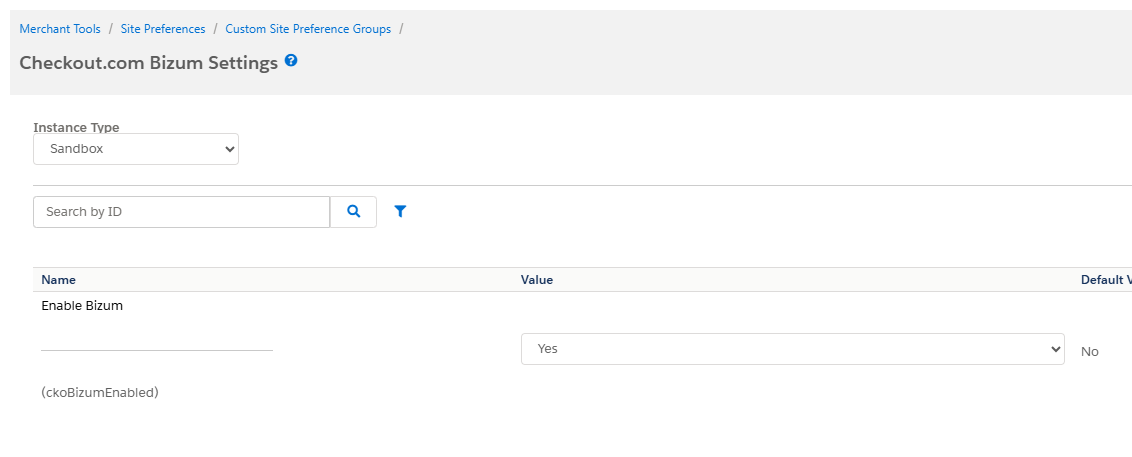 Merchant Tools / Site Preferences / Custom Site Preference Groups /
Checkout.com Bizum Settings ?
Instance Type
Sandbox
Search by ID
Name Value Default V
Enable Bizum
Yes No
(ckoBizumEnabled)